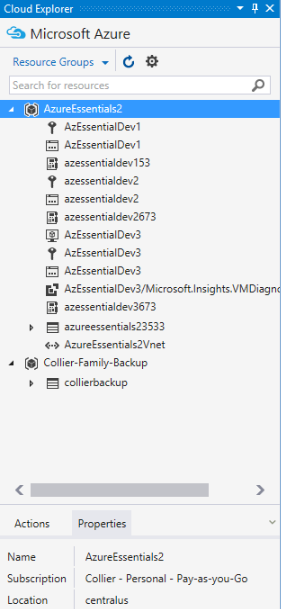 Cloud Explorer
Microsoft Azure
Resource Groups
Search for resources
AzureEssentials2
AzEssentialDev1
AzEssentialDev1
azessentialdev153
azessentialdev2
azessentialdev2
azessentialdev2673
AzEssentialDev3
AzEssentialDev3
AzEssentialDev3
AzEssentialDev3/Microsoft.Insights.VMDiagno
azessentialdev3673
azureessentials23533
AzureEssentials2Vnet
Collier-Family-Backup
collierbackup
Actions Properties
Name AzureEssentials2
Subscription Collier - Personal - Pay-as-you-Go
Location centralus